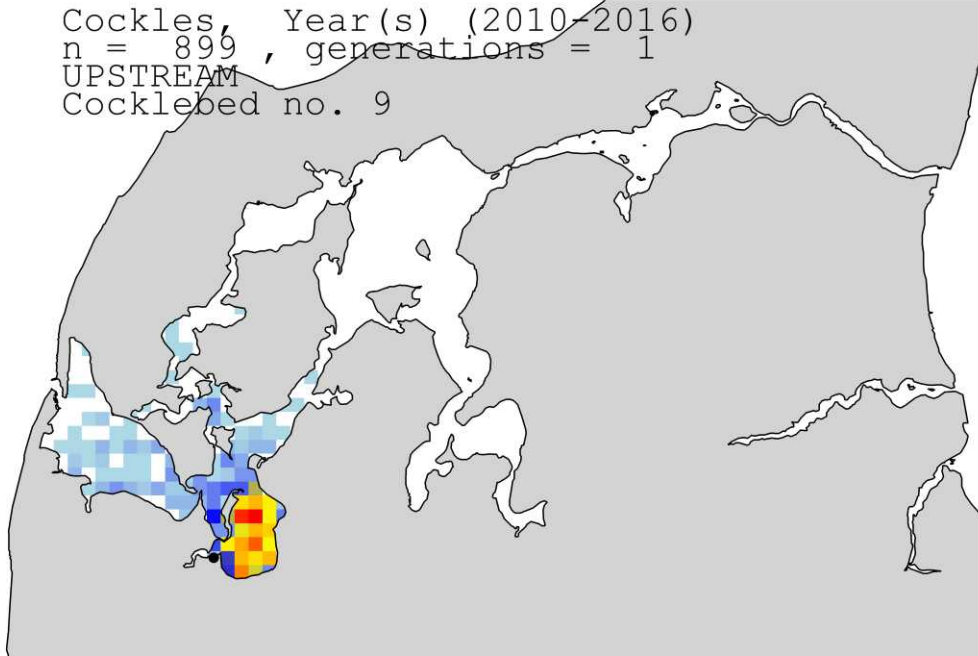 Cockles,   Year(s) (2010-2016)
n =   899 , generations =   1
UPSTREAM
Cocklebed no. 9